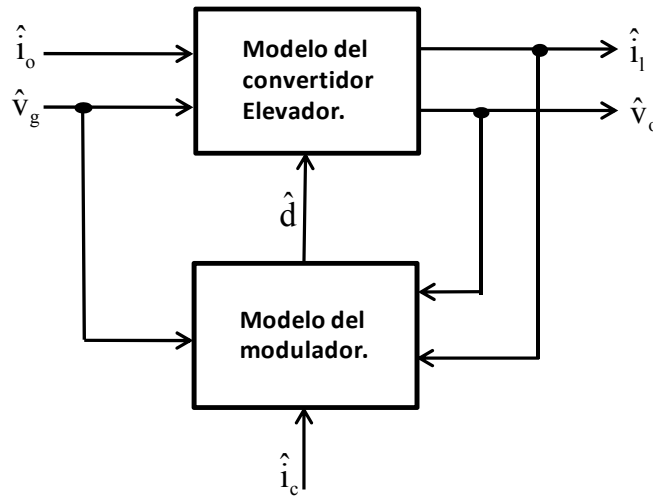 î_o
Modelo del
convertidor
Elevador.
î_l
v̂_g
v̂_o
d̂
Modelo del
modulador.
î_c